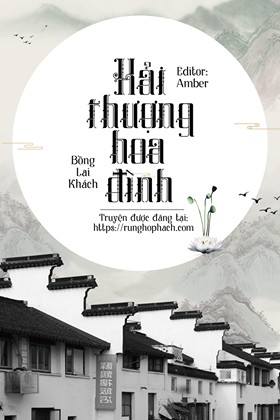 Hải
thượng
hoa
đình
Editor:
Amber
Bồng
Lai
Khách
Truyện được đăng tại:
https://runghophach.com